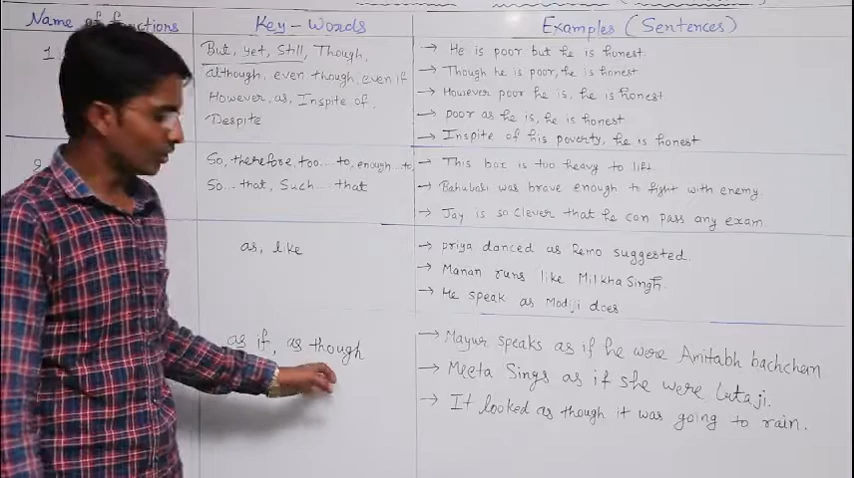 Name of functions
Key-Words
Examples (Sentences)
1
But, yet, Still, Though,
although, even though, even if
However, as, Inspite of,
Despite
→ He is poor but he is honest
→ Though he is poor, he is honest
→ However poor he is, he is honest
→ poor as he is, he is honest
→ Inspite of his poverty, he is honest
So, therefore, too... to, enough... to,
So... that, Such... that
→ This box is too heavy to lift
→ Bahubali was brave enough to fight with enemy.
→ Jay is so clever that he can pass any exam.
as, like
→ priya danced as Remo suggested.
→ Manan runs like Milkha Singh.
→ He speak as Modiji does
as if, as though
→ Mayur speaks as if he were Amitabh bachchan
→ Meeta Sings as if she were Lataji.
→ It looked as though it was going to rain.